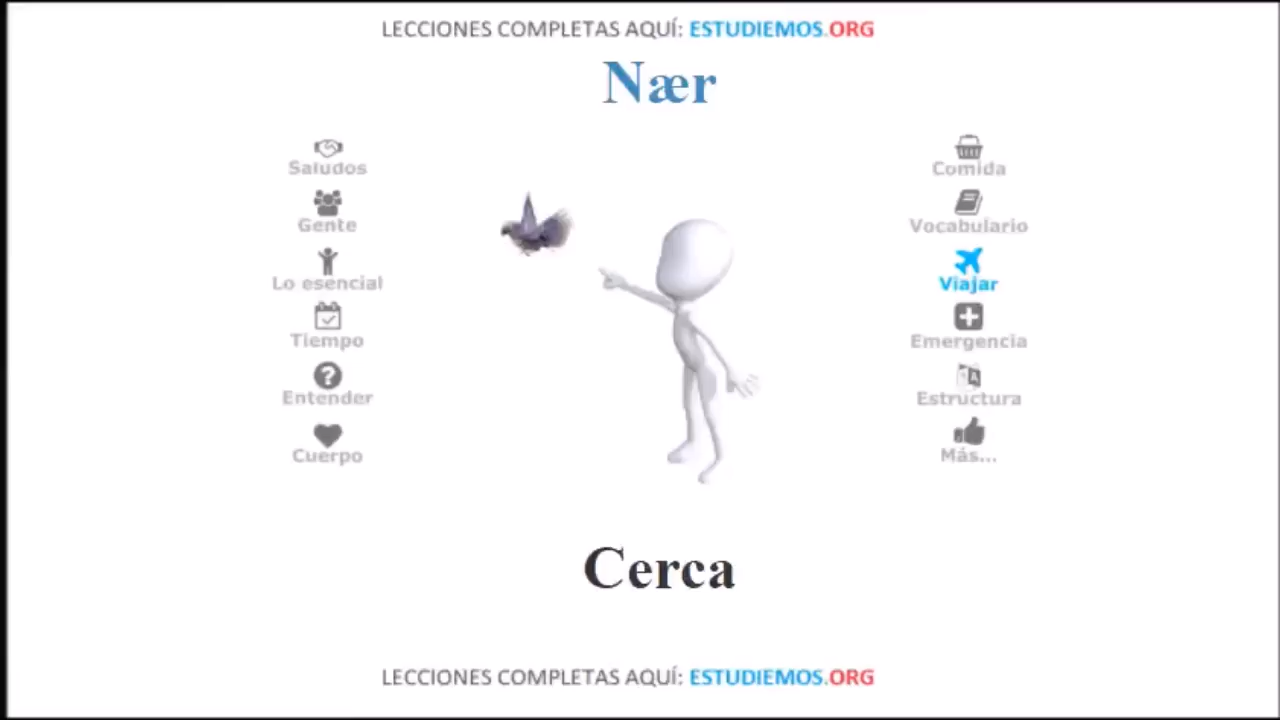 LECCIONES COMPLETAS AQUÍ: ESTUDIEMOS.ORG
Nær
Saludos
Gente
Lo esencial
Tiempo
Entender
Cuerpo
Comida
Vocabulario
Viajar
Emergencia
Estructura
Más...
Cerca
LECCIONES COMPLETAS AQUÍ: ESTUDIEMOS.ORG